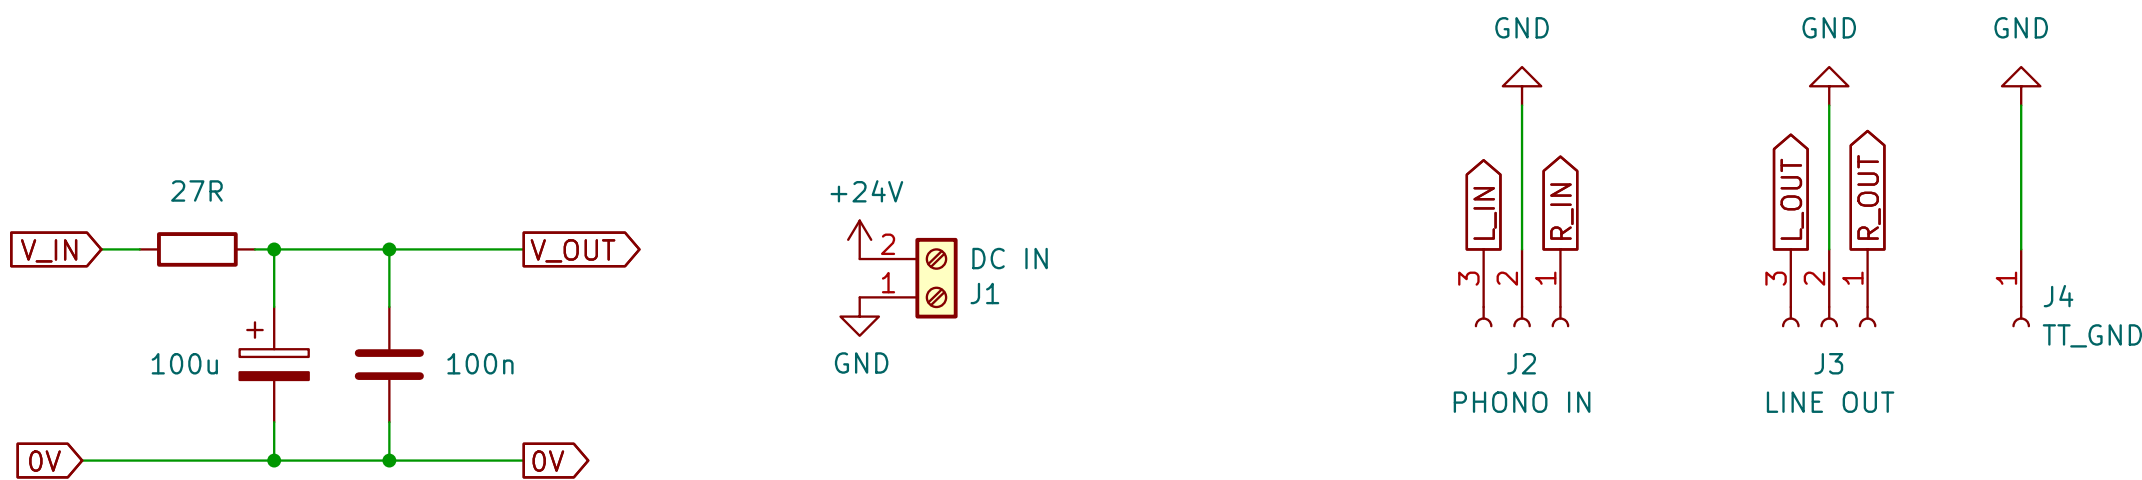 27R
V_IN
V_OUT
+
100u
100n
0V
0V
+24V
2
1
DC IN
J1
GND
GND
L_IN
R_IN
3
2
1
J2
PHONO IN
GND
L_OUT
R_OUT
3
2
1
J3
LINE OUT
GND
1
J4
TT_GND